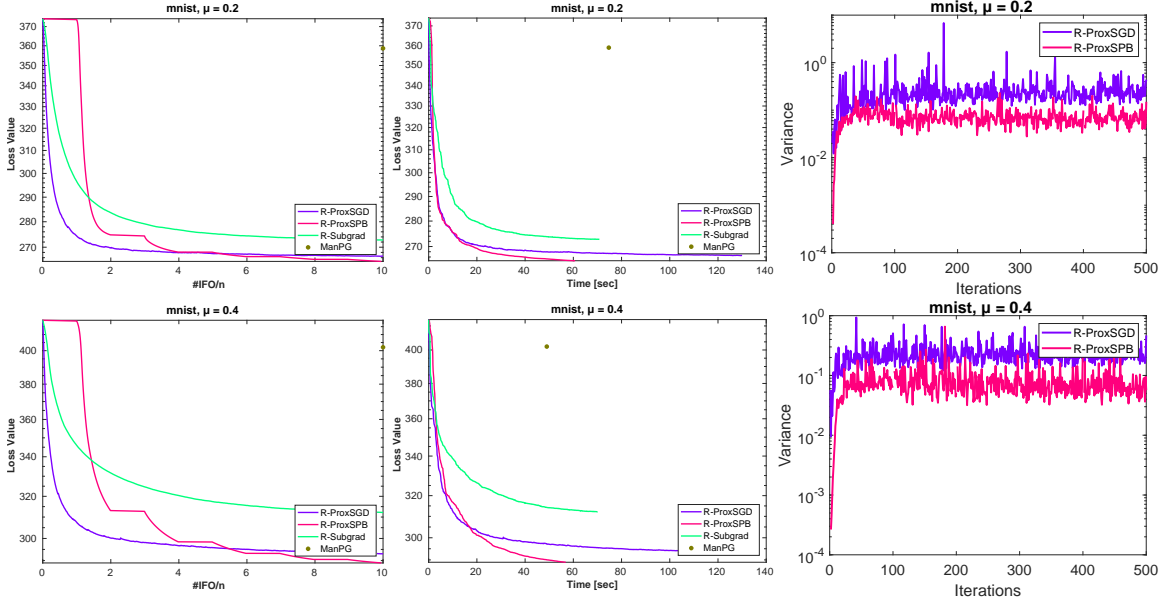 mnist, μ = 0.2
Loss Value
370
360
350
340
330
320
310
300
290
280
270
R-ProxSGD
R-ProxSPB
R-Subgrad
ManPG
0 2 4 6 8 10
#IFO/n
mnist, μ = 0.2
Loss Value
370
360
350
340
330
320
310
300
290
280
270
R-ProxSGD
R-ProxSPB
R-Subgrad
ManPG
0 20 40 60 80 100 120 140
Time [sec]
mnist, μ = 0.2
Variance
10^0
10^-2
10^-4
R-ProxSGD
R-ProxSPB
0 100 200 300 400 500
Iterations
mnist, μ = 0.4
Loss Value
400
380
360
340
320
300
R-ProxSGD
R-ProxSPB
R-Subgrad
ManPG
0 2 4 6 8 10
#IFO/n
mnist, μ = 0.4
Loss Value
400
380
360
340
320
300
R-ProxSGD
R-ProxSPB
R-Subgrad
ManPG
0 20 40 60 80 100 120 140
Time [sec]
mnist, μ = 0.4
Variance
10^0
10^-1
10^-2
10^-3
10^-4
R-ProxSGD
R-ProxSPB
0 100 200 300 400 500
Iterations